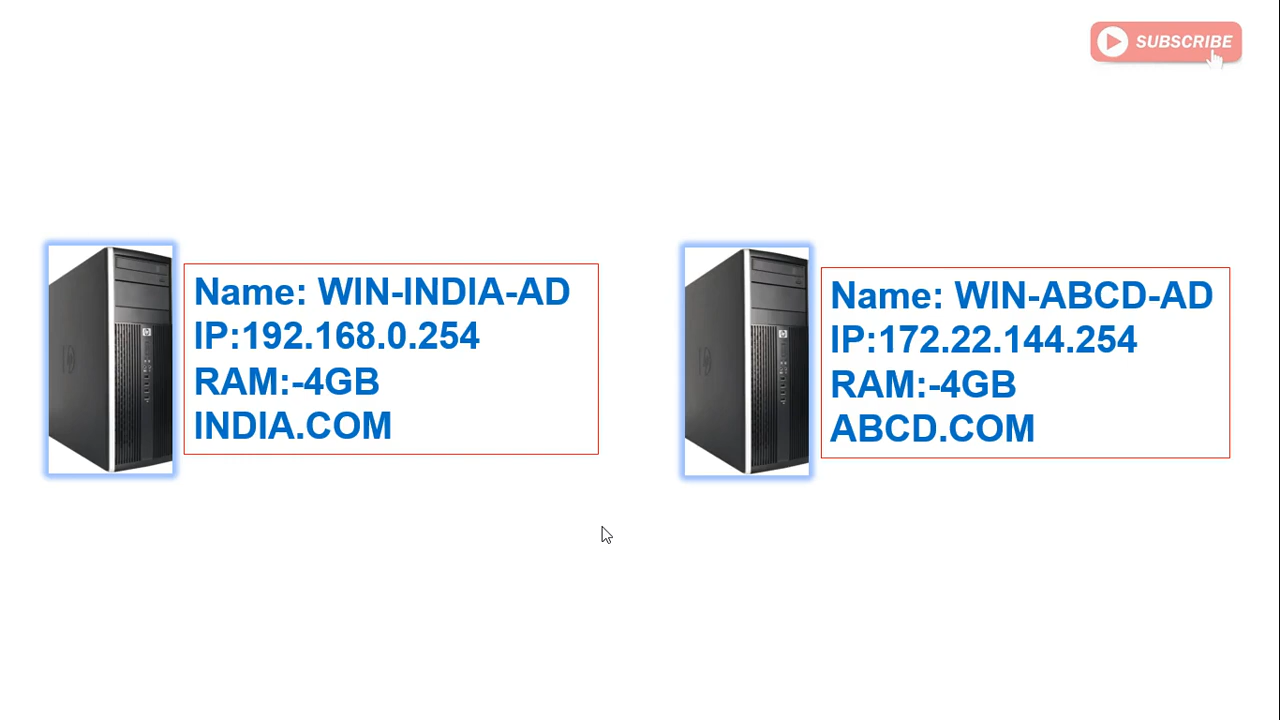 SUBSCRIBE
Name: WIN-INDIA-AD
IP:192.168.0.254
RAM:-4GB
INDIA.COM
Name: WIN-ABCD-AD
IP:172.22.144.254
RAM:-4GB
ABCD.COM